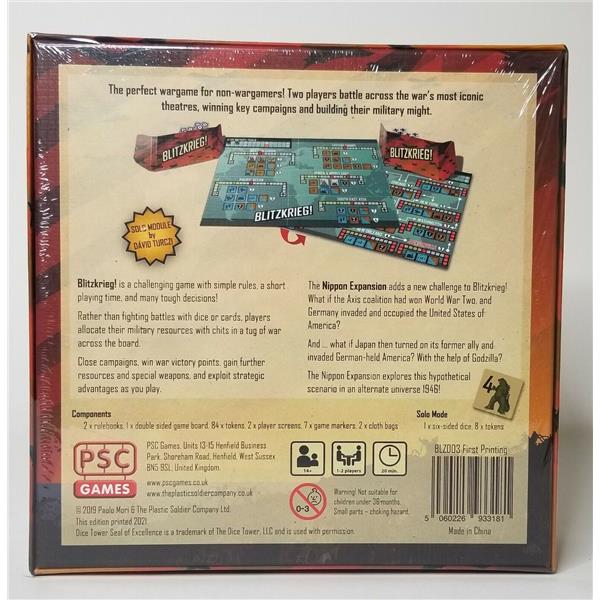 The perfect wargame for non-wargamers! Two players battle across the war's most iconic
theatres, winning key campaigns and building their military might.
BLITZKRIEG!
BLITZKRIEG!
BLITZKRIEG!
SOLO MODULE
by
DAVID TURCZI
Blitzkrieg! is a challenging game with simple rules, a short
playing time, and many tough decisions!
Rather than fighting battles with dice or cards, players
allocate their military resources with chits in a tug of war
across the board.
Close campaigns, win war victory points, gain further
resources and special weapons, and exploit strategic
advantages as you play.
The Nippon Expansion adds a new challenge to Blitzkrieg!
What if the Axis coalition had won World War Two, and
Germany invaded and occupied the United States of
America?
And ... what if Japan then turned on its former ally and
invaded German-held America? With the help of Godzilla?
The Nippon Expansion explores this hypothetical
scenario in an alternate universe 1946!
4
Components
2 x rulebooks, 1 x double sided game board, 84 x tokens, 2 x player screens, 7 x game markers, 2 x cloth bags
Solo Mode
1 x six-sided dice, 8 x tokens
PSC
GAMES
PSC Games, Units 13-15 Henfield Business
Park, Shoreham Road, Henfield, West Sussex
BN5 9SL, United Kingdom.
www.pscgames.co.uk
www.theplasticsoldiercompany.co.uk
14+
1-2 players
20 min.
0-3
Warning! Not suitable for
children under 36-months.
Small parts - choking hazard.
BLZ003 First Printing
5 060226 933181
Made in China
© 2019 Paolo Mori & The Plastic Soldier Company Ltd.
This edition printed 2021.
Dice Tower Seal of Excellence is a trademark of The Dice Tower, LLC and is used with permission.